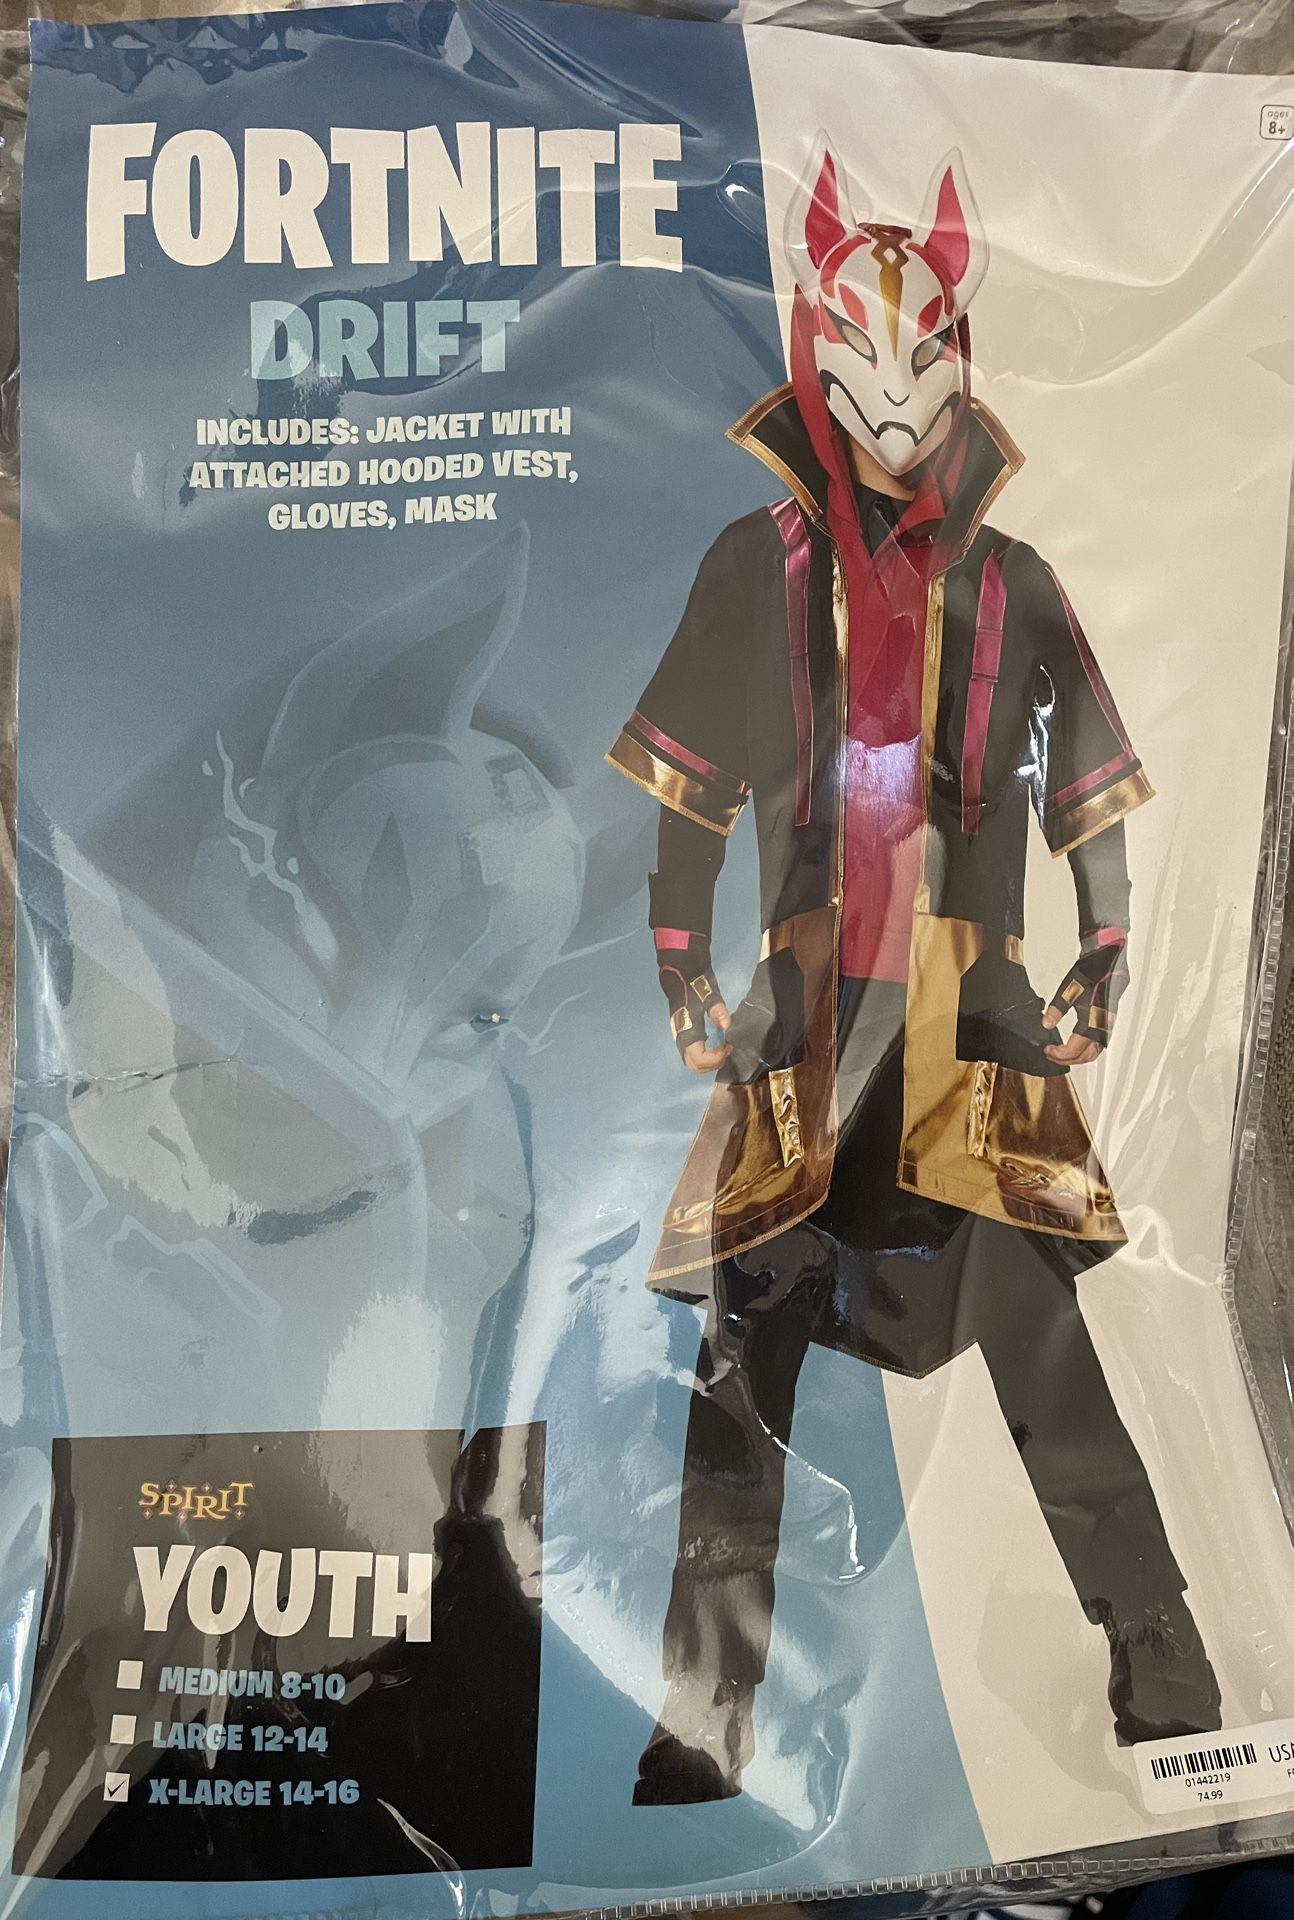 FORTNITE
DRIFT
INCLUDES: JACKET WITH
ATTACHED HOODED VEST,
GLOVES, MASK
ages
8+
SPIRIT
YOUTH
MEDIUM 8-10
LARGE 12-14
X-LARGE 14-16
01442219
74.99